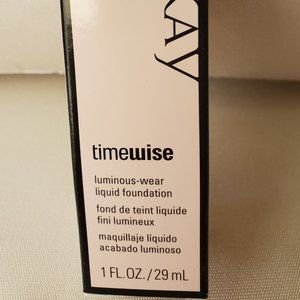 KAY
timewise
luminous-wear
liquid foundation
fond de teint liquide
fini lumineux
maquillaje líquido
acabado luminoso
1 FL.OZ./29 mL